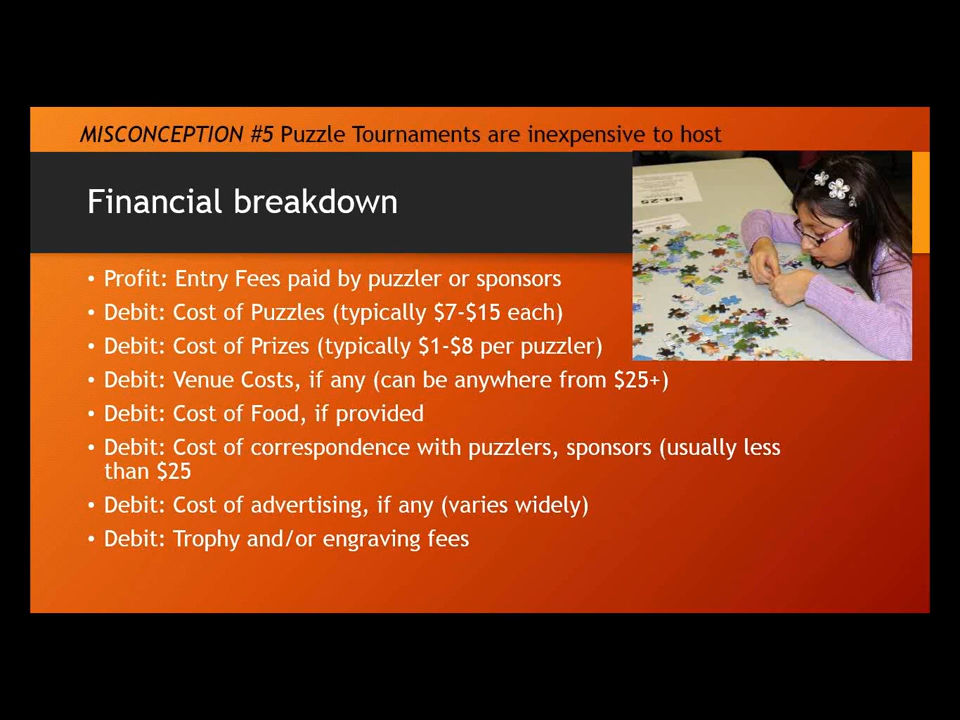 MISCONCEPTION #5 Puzzle Tournaments are inexpensive to host
Financial breakdown
E4-25
• Profit: Entry Fees paid by puzzler or sponsors
• Debit: Cost of Puzzles (typically $7-$15 each)
• Debit: Cost of Prizes (typically $1-$8 per puzzler)
• Debit: Venue Costs, if any (can be anywhere from $25+)
• Debit: Cost of Food, if provided
• Debit: Cost of correspondence with puzzlers, sponsors (usually less
than $25
• Debit: Cost of advertising, if any (varies widely)
• Debit: Trophy and/or engraving fees